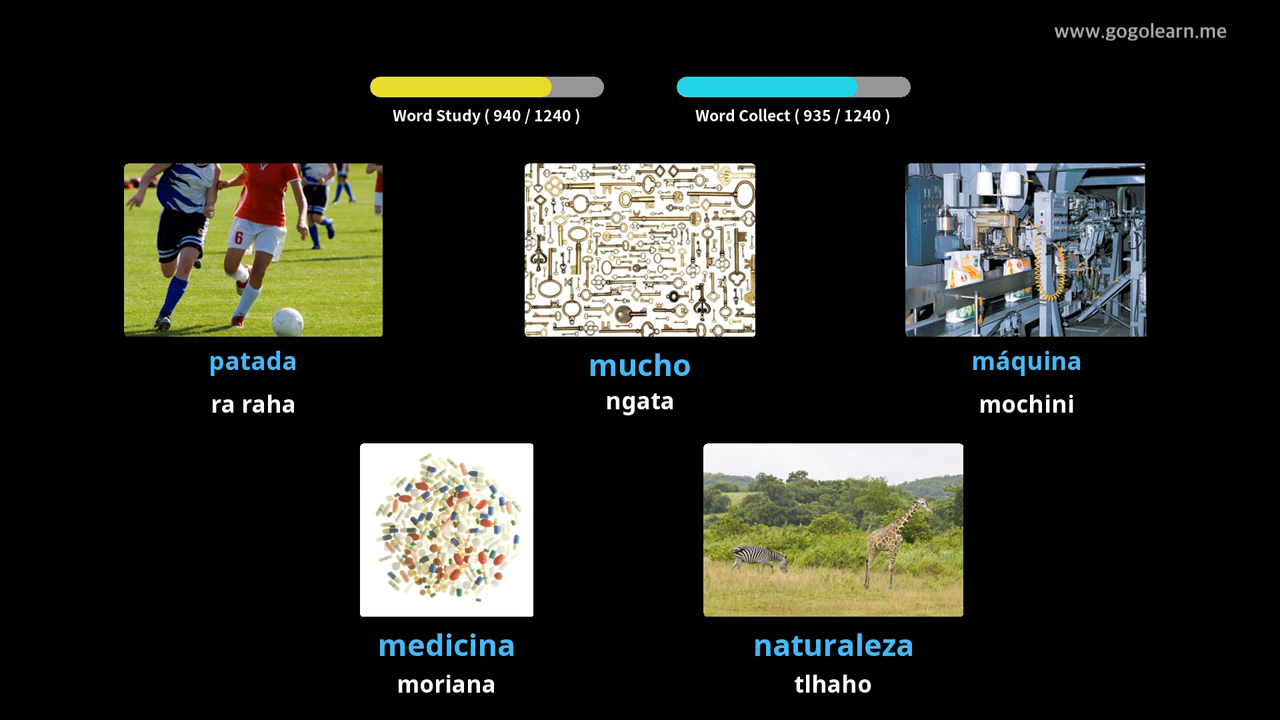 www.gogolearn.me
Word Study ( 940 / 1240 )
Word Collect ( 935 / 1240 )
patada
ra raha
mucho
ngata
máquina
mochini
medicina
moriana
naturaleza
tlhaho